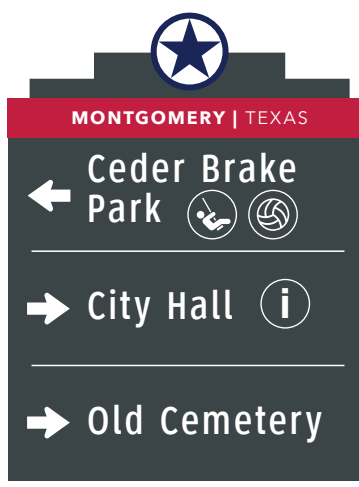 MONTGOMERY | TEXAS
Ceder Brake
Park
City Hall i
Old Cemetery